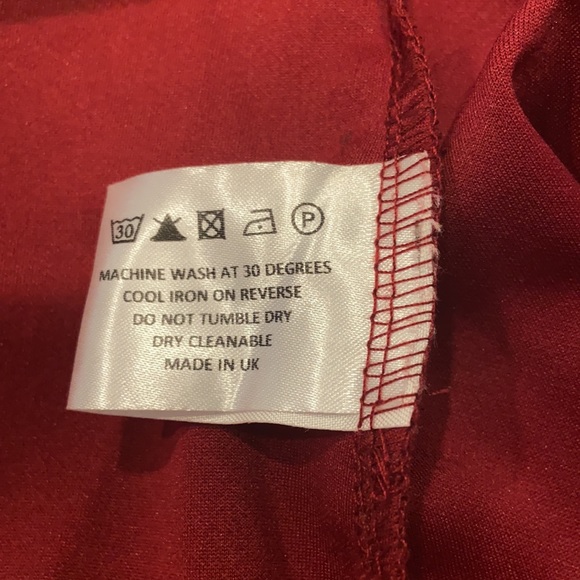 30 P
MACHINE WASH AT 30 DEGREES
COOL IRON ON REVERSE
DO NOT TUMBLE DRY
DRY CLEANABLE
MADE IN UK